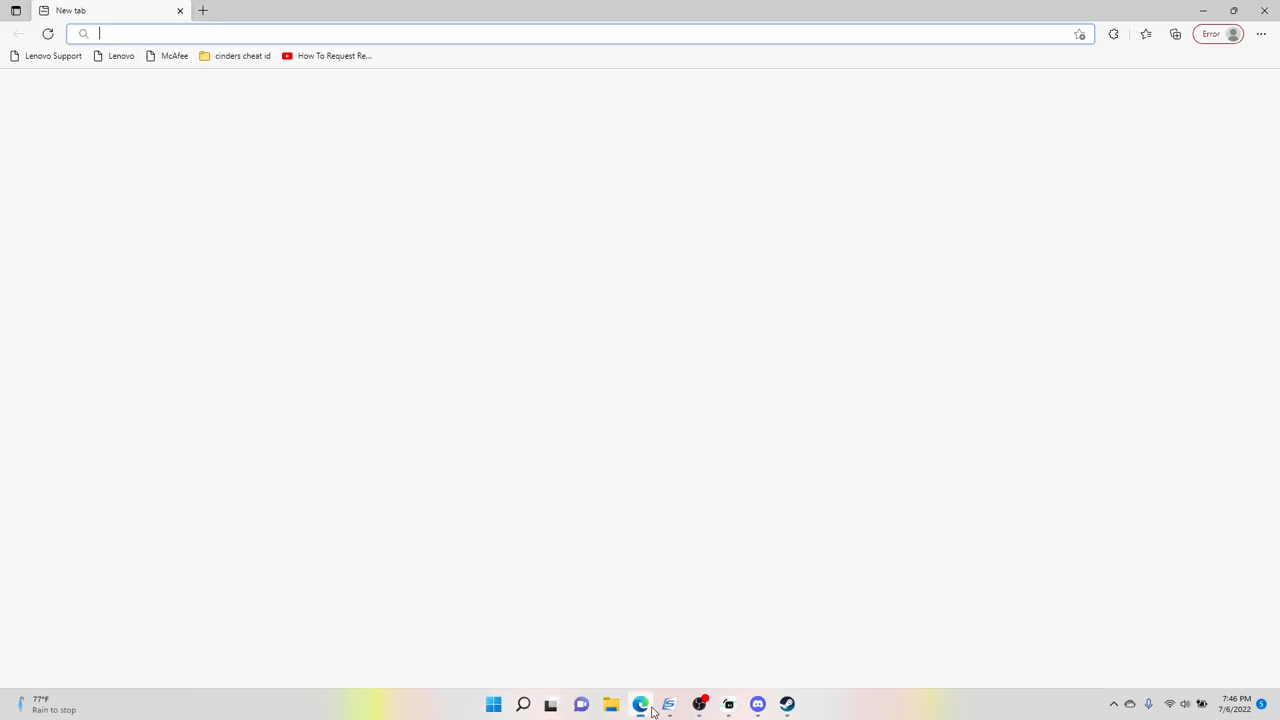 New tab
Error
Lenovo Support
Lenovo
McAfee
cinders cheat id
How To Request Re...
77°F
Rain to stop
7:46 PM
7/6/2022
5